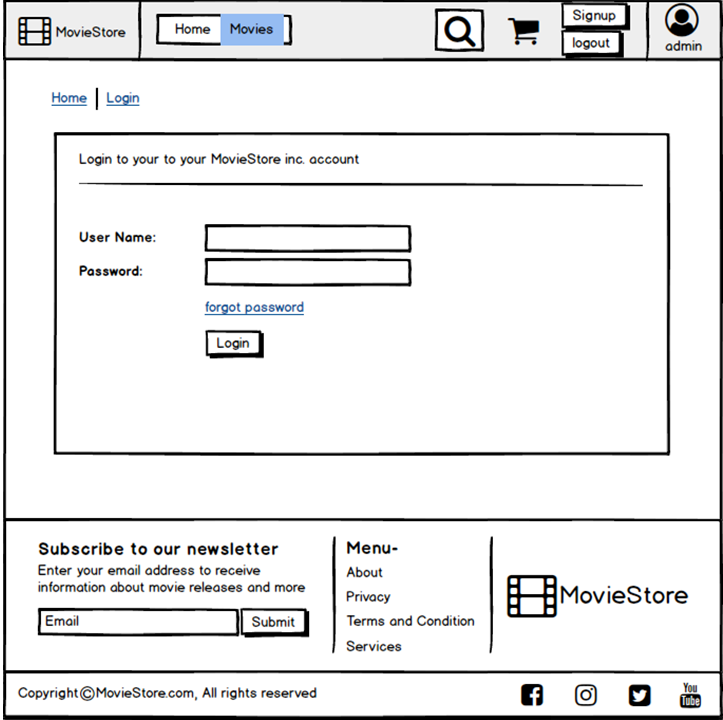 MovieStore
Home Movies
Signup
logout
admin
Home Login
Login to your to your MovieStore inc. account
User Name:
Password:
forgot password
Login
Subscribe to our newsletter
Enter your email address to receive
information about movie releases and more
Email Submit
Menu-
About
Privacy
Terms and Condition
Services
MovieStore
Copyright©MovieStore.com, All rights reserved
You
Tube